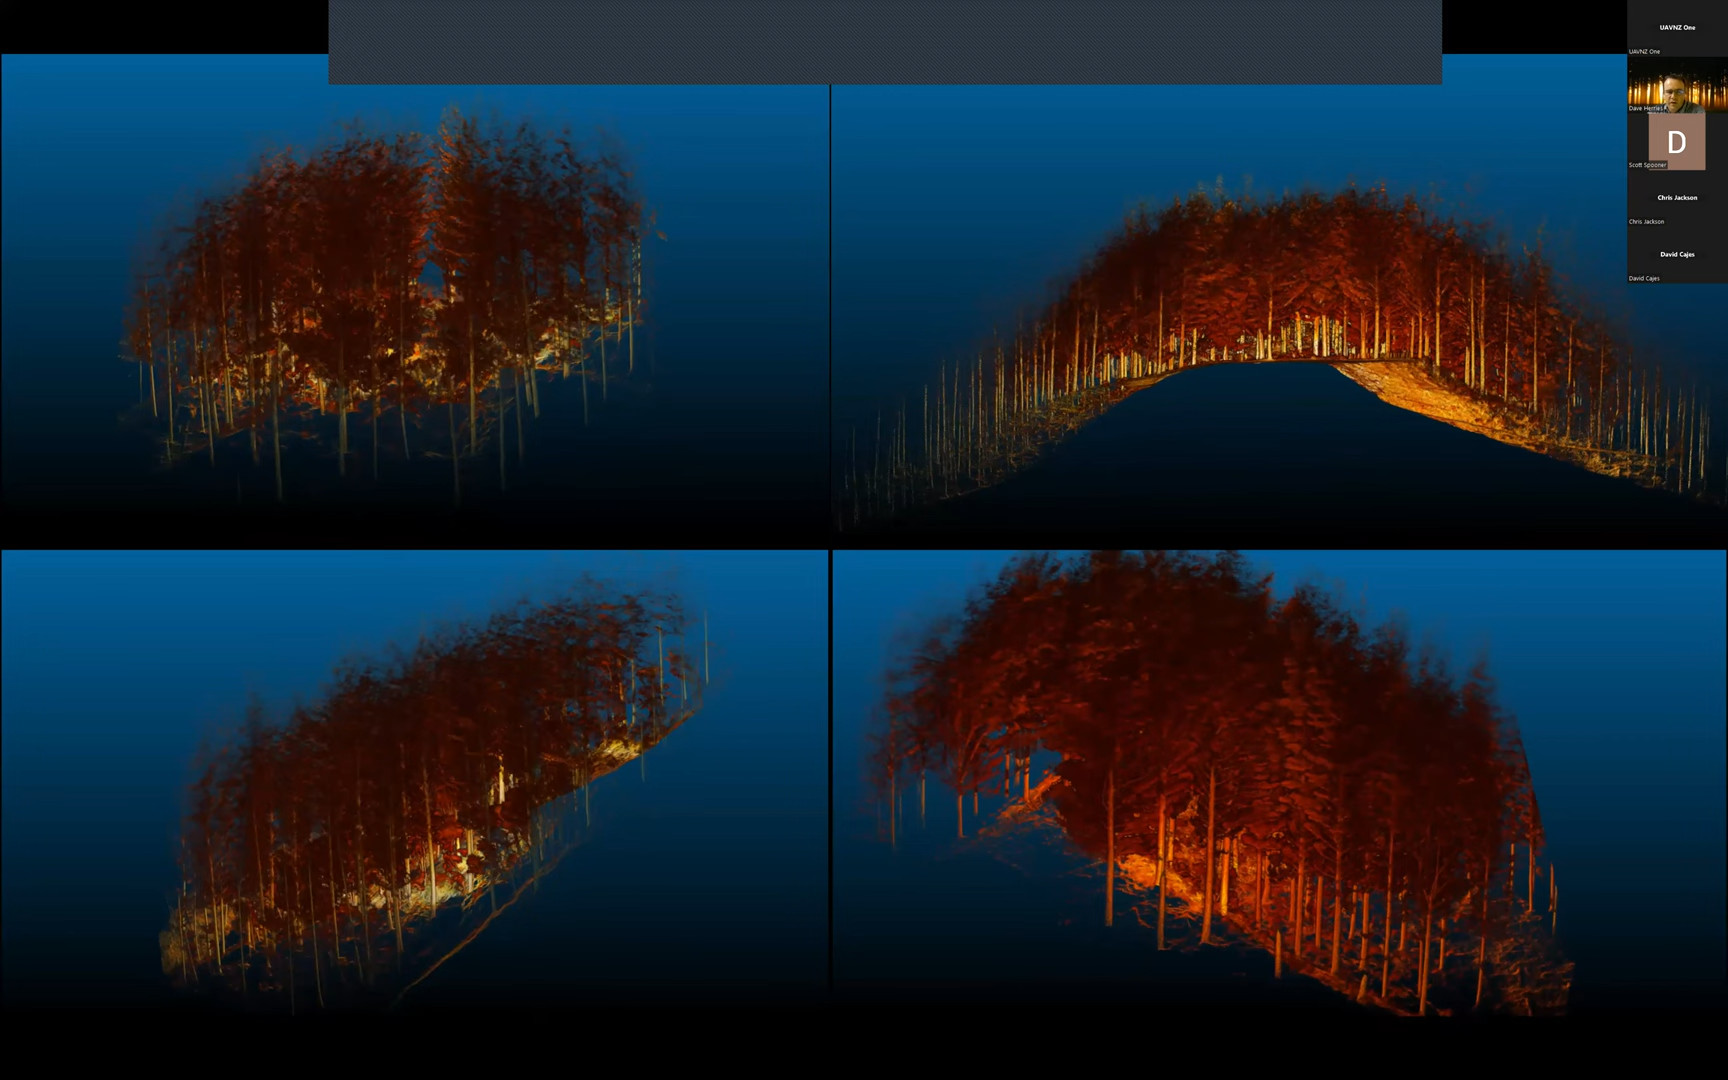 UAVNZ One
UAVNZ One
Dave Herries
D
Scott Spooner
Chris Jackson
Chris Jackson
David Cajes
David Cajes